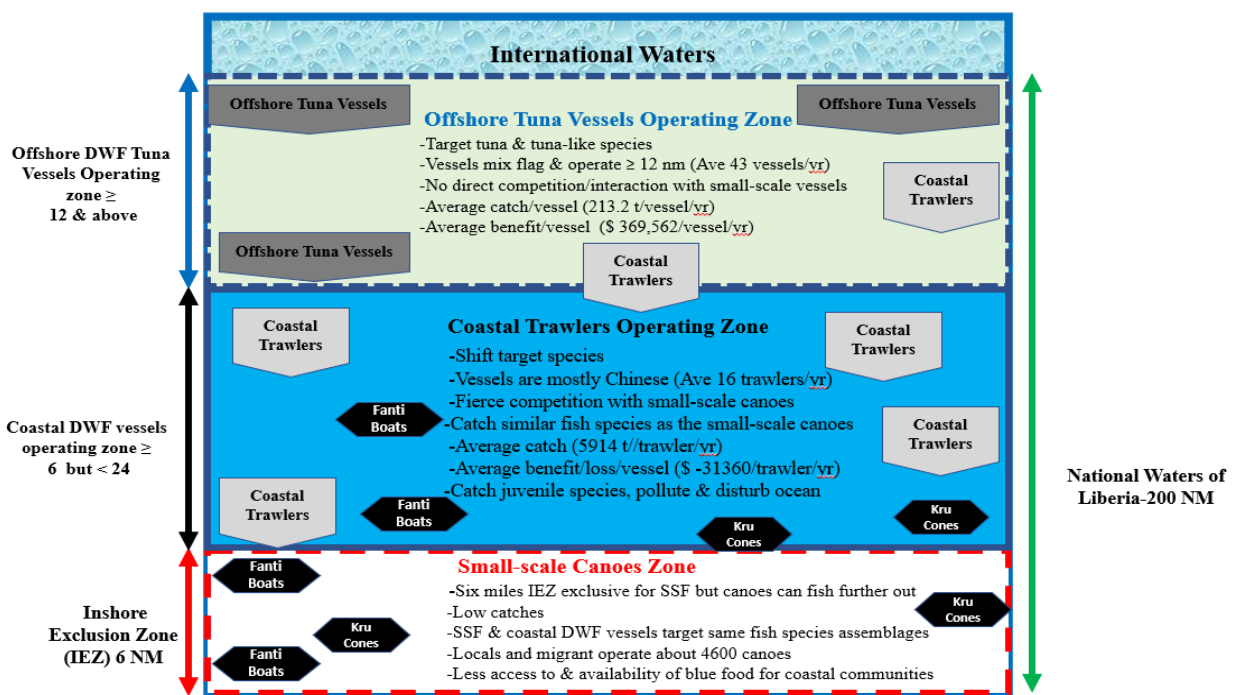 International Waters
Offshore Tuna Vessels
Offshore Tuna Vessels
Offshore Tuna Vessels Operating Zone
-Target tuna & tuna-like species
-Vessels mix flag & operate ≥ 12 nm (Ave 43 vessels/yr)
-No direct competition/interaction with small-scale vessels
-Average catch/vessel (213.2 t/vessel/yr)
-Average benefit/vessel ($ 369,562/vessel/yr)
Coastal
Trawlers
Offshore Tuna Vessels
Coastal
Trawlers
Offshore DWF Tuna
Vessels Operating
zone ≥
12 & above
Coastal
Trawlers
Coastal Trawlers Operating Zone
-Shift target species
-Vessels are mostly Chinese (Ave 16 trawlers/yr)
-Fierce competition with small-scale canoes
-Catch similar fish species as the small-scale canoes
-Average catch (5914 t//trawler/yr)
-Average benefit/loss/vessel ($ -31360/trawler/yr)
-Catch juvenile species, pollute & disturb ocean
Coastal
Trawlers
Fanti
Boats
Coastal
Trawlers
Coastal DWF vessels
operating zone ≥
6 but < 24
Coastal
Trawlers
Fanti
Boats
Kru
Cones
Kru
Cones
National Waters of
Liberia-200 NM
Small-scale Canoes Zone
-Six miles IEZ exclusive for SSF but canoes can fish further out
-Low catches
-SSF & coastal DWF vessels target same fish species assemblages
-Locals and migrant operate about 4600 canoes
-Less access to & availability of blue food for coastal communities
Fanti
Boats
Kru
Cones
Kru
Cones
Fanti
Boats
Inshore
Exclusion Zone
(IEZ) 6 NM